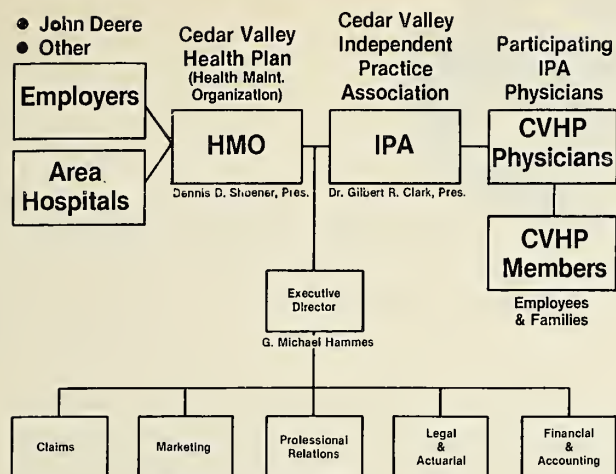 ● John Deere
● Other
Employers
Area
Hospitals
Cedar Valley
Health Plan
(Health Maint.
Organization)
HMO
Dennis D. Shoener, Pres.
Cedar Valley
Independent
Practice
Association
IPA
Dr. Gilbert R. Clark, Pres.
Participating
IPA
Physicians
CVHP
Physicians
CVHP
Members
Employees
& Families
Executive
Director
G. Michael Hammes
Claims
Marketing
Professional
Relations
Legal
&
Actuarial
Financial
&
Accounting